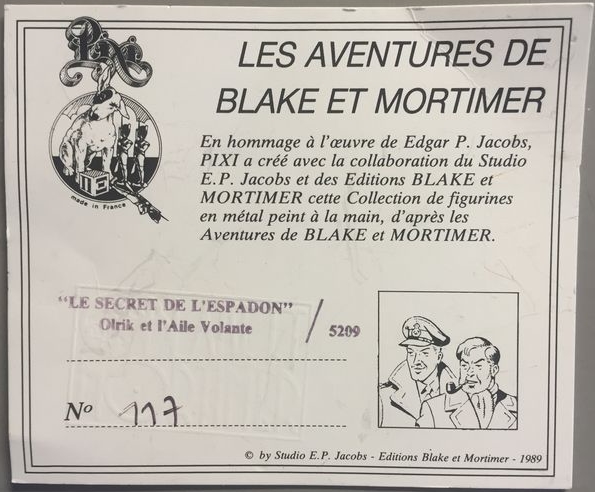 Pixi
made in France
LES AVENTURES DE
BLAKE ET MORTIMER
En hommage à l'œuvre de Edgar P. Jacobs,
PIXI a créé avec la collaboration du Studio
E.P. Jacobs et des Editions BLAKE et
MORTIMER cette Collection de figurines
en métal peint à la main, d'après les
Aventures de BLAKE et MORTIMER.
"LE SECRET DE L'ESPADON"
Olrik et l'Aile Volante / 5209
No 117
© by Studio E.P. Jacobs - Editions Blake et Mortimer - 1989